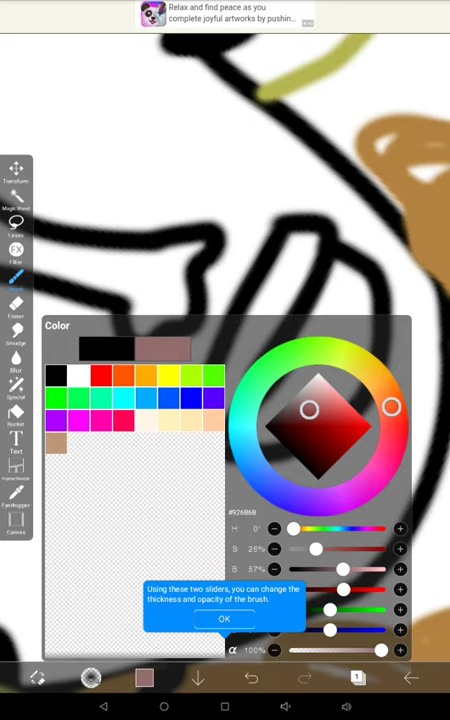 Relax and find peace as you
complete joyful artworks by pushin...
Transform
Magic Wand
Lasso
FX
Filter
Brush
Eraser
Smudge
Blur
Special
Bucket
T
Text
Frame Divider
Eyedropper
Canvas
Color
#926B6B
H 0°
S 26%
B 57%
Using these two sliders, you can change the
thickness and opacity of the brush.
OK
α 100%
1